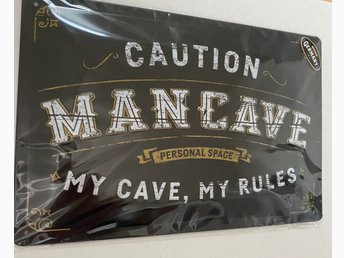 CAUTION
MANCAVE
PERSONAL SPACE
MY CAVE, MY RULES